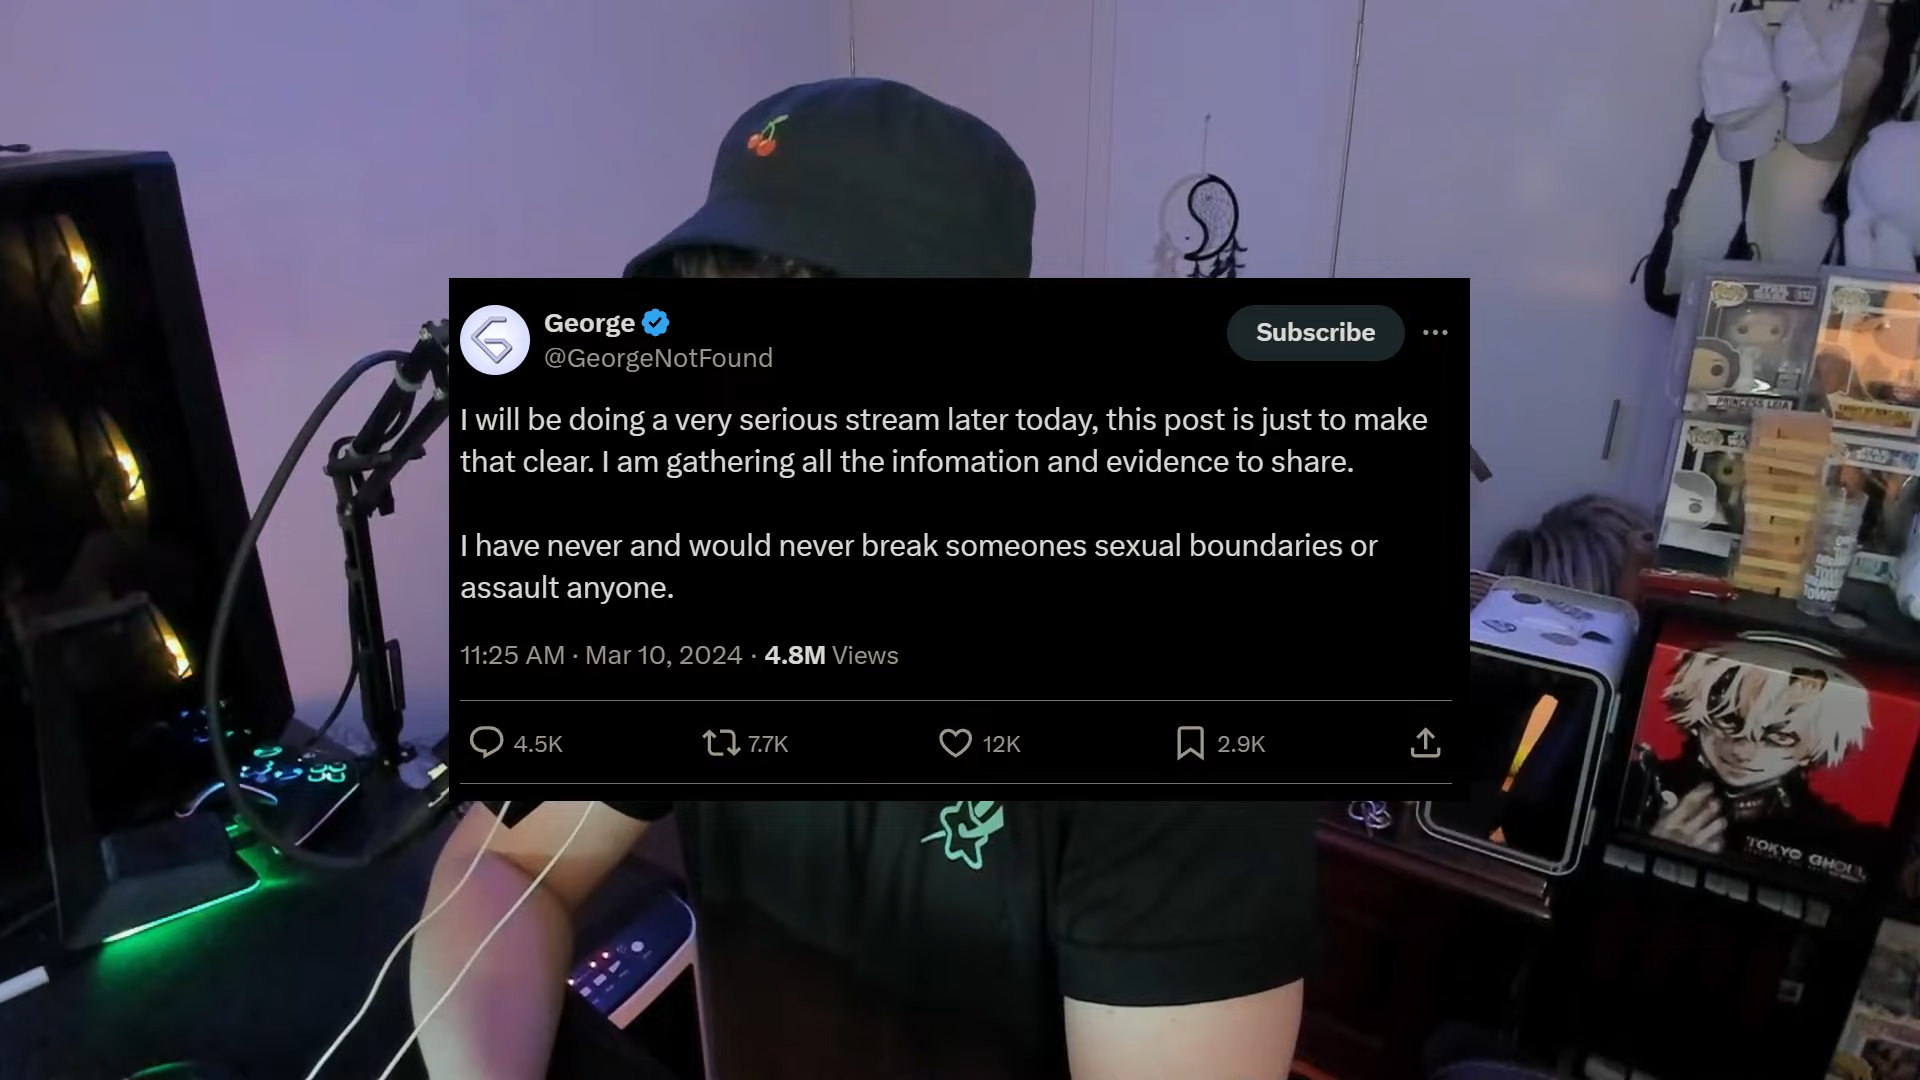 George
@GeorgeNotFound
Subscribe
I will be doing a very serious stream later today, this post is just to make
that clear. I am gathering all the infomation and evidence to share.
I have never and would never break someones sexual boundaries or
assault anyone.
11:25 AM · Mar 10, 2024 · 4.8M Views
4.5K
7.7K
12K
2.9K
PRINCESS LEIA
TOKYO GHOUL